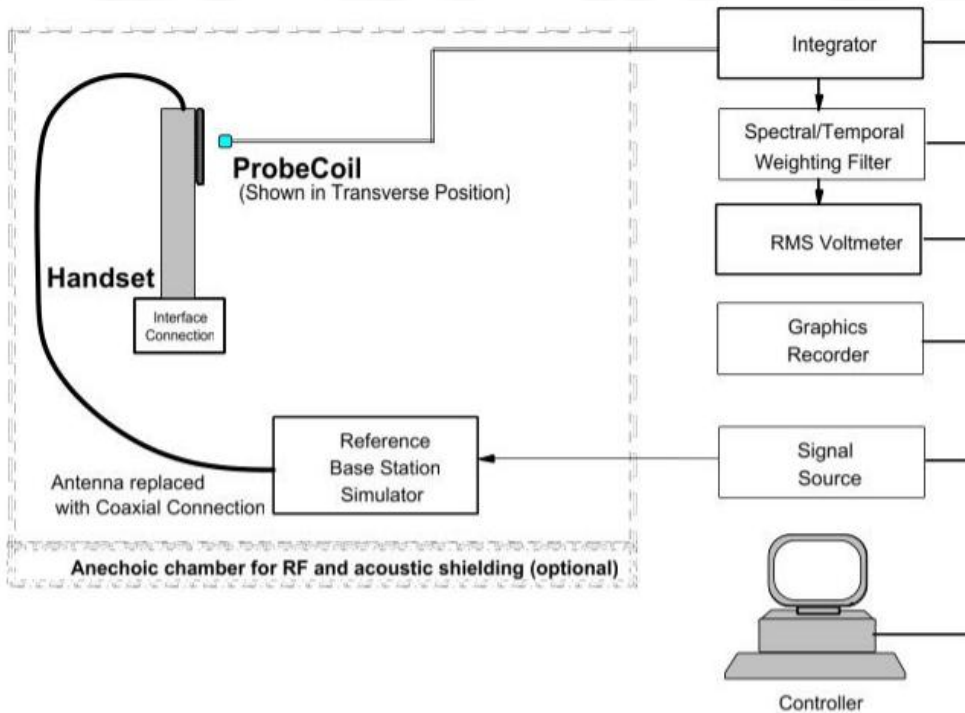 Integrator
Spectral/Temporal
Weighting Filter
ProbeCoil
(Shown in Transverse Position)
RMS Voltmeter
Handset
Interface
Connection
Graphics
Recorder
Reference
Base Station
Simulator
Signal
Source
Antenna replaced
with Coaxial Connection
Anechoic chamber for RF and acoustic shielding (optional)
Controller